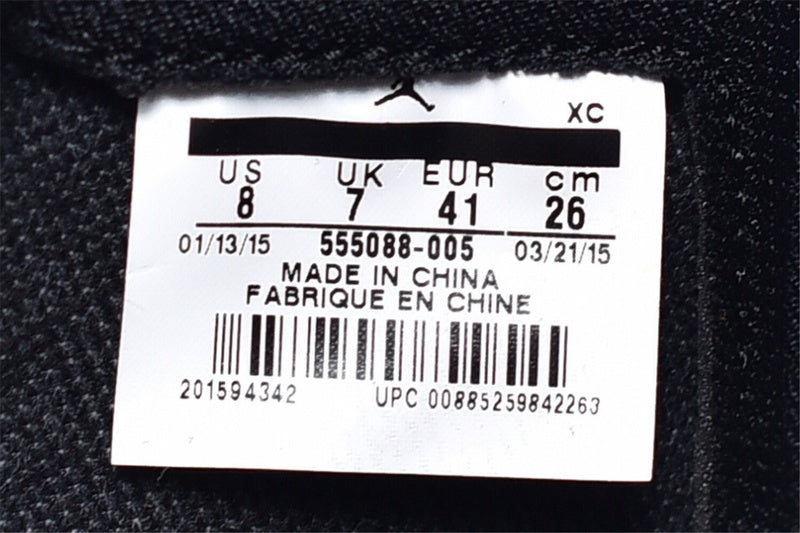 XC
US UK EUR cm
8 7 41 26
01/13/15 555088-005 03/21/15
MADE IN CHINA
FABRIQUE EN CHINE
201594342 UPC 00885259842263